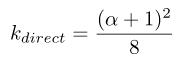 k_{direct} = \frac{(\alpha + 1)^2}{8}